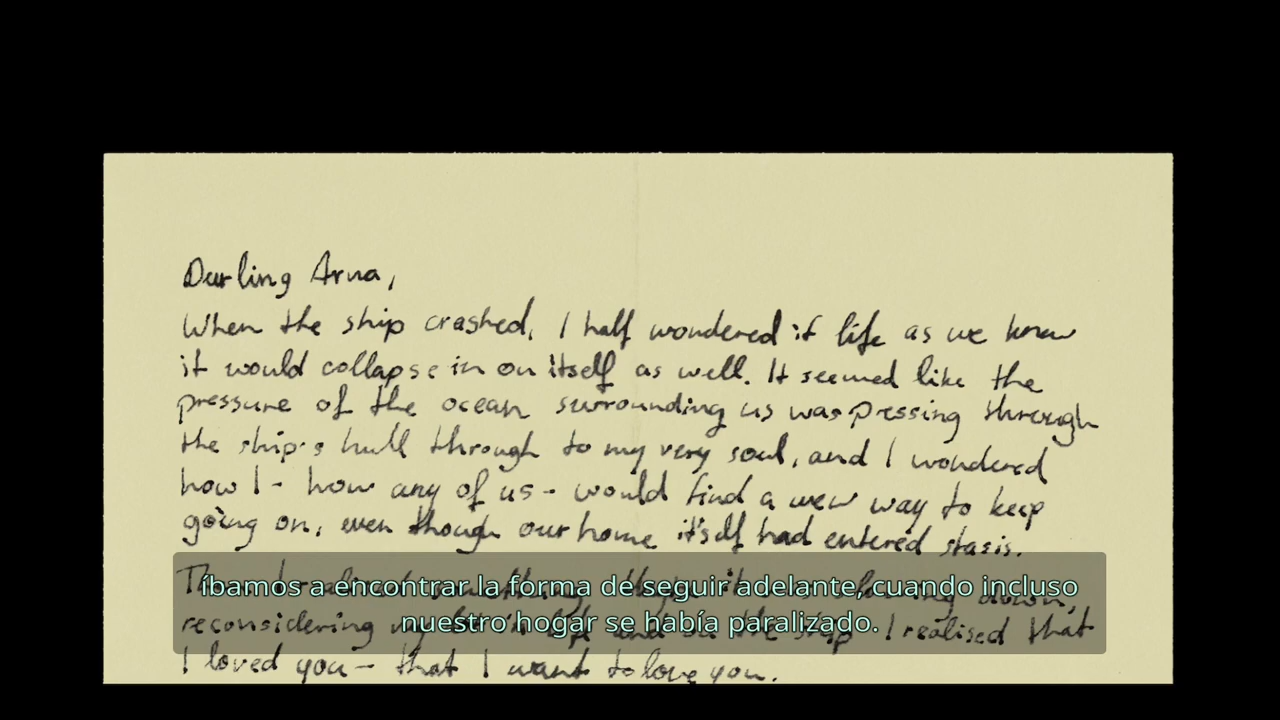 Darling Arna,
When the ship crashed, I half wondered if life as we knew
it would collapse in on itself as well. It seemed like the
pressure of the ocean surrounding us was pressing through
the ship's hull through to my very soul, and I wondered
how I - how any of us - would find a new way to keep
going on, even though our home itself had entered stasis.
down,
íbamos a encontrar la forma de seguir adelante, cuando incluso
reconsidering my the ship I realised that
nuestro hogar se había paralizado.
I loved you - that I want to love you.